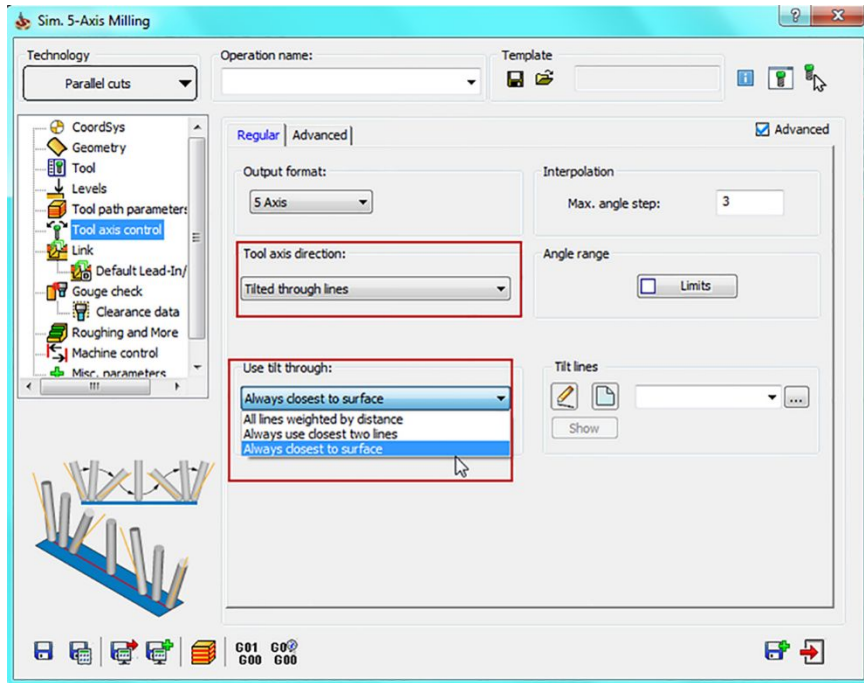 Sim. 5-Axis Milling
Technology
Operation name:
Template
Parallel cuts
CoordSys
Geometry
Tool
Levels
Tool path parameters
Tool axis control
Link
Default Lead-In/
Gouge check
Clearance data
Roughing and More
Machine control
Misc. parameters
Regular
Advanced
Advanced
Output format:
5 Axis
Interpolation
Max. angle step:
3
Tool axis direction:
Tilted through lines
Angle range
Limits
Use tilt through:
Always closest to surface
All lines weighted by distance
Always use closest two lines
Always closest to surface
Tilt lines
...
Show
G01 G0
G00 G00